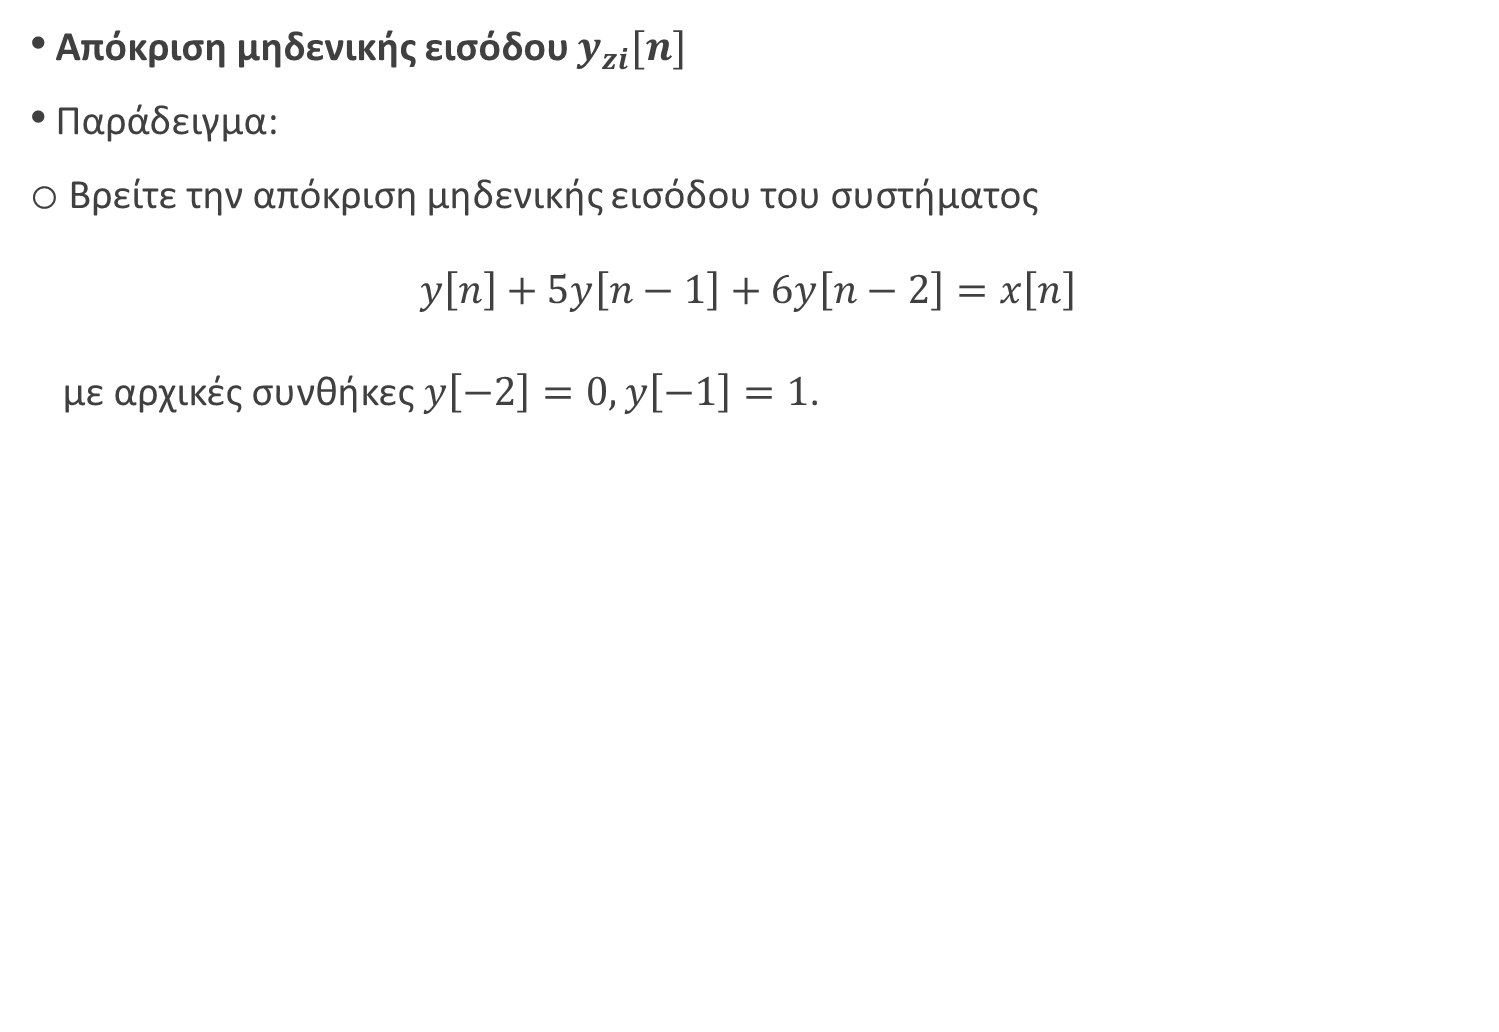 • Απόκριση μηδενικής εισόδου y_{zi}[n]
• Παράδειγμα:
○ Βρείτε την απόκριση μηδενικής εισόδου του συστήματος
y[n] + 5y[n − 1] + 6y[n − 2] = x[n]
με αρχικές συνθήκες y[−2] = 0, y[−1] = 1.